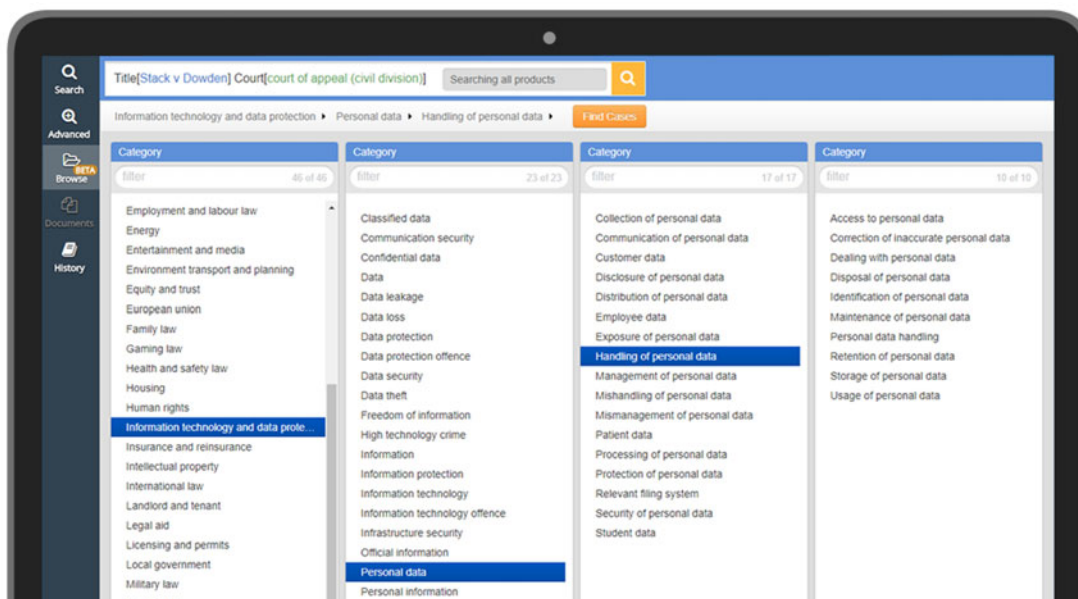 Search
Advanced
BETA
Browse
Documents
History
Title[Stack v Dowden] Court[court of appeal (civil division)]
Searching all products
Information technology and data protection ▸ Personal data ▸ Handling of personal data ▸
Find Cases
Category
filter
46 of 46
Employment and labour law
Energy
Entertainment and media
Environment transport and planning
Equity and trust
European union
Family law
Gaming law
Health and safety law
Housing
Human rights
Information technology and data prote...
Insurance and reinsurance
Intellectual property
International law
Landlord and tenant
Legal aid
Licensing and permits
Local government
Military law
Category
filter
23 of 23
Classified data
Communication security
Confidential data
Data
Data leakage
Data loss
Data protection
Data protection offence
Data security
Data theft
Freedom of information
High technology crime
Information
Information protection
Information technology
Information technology offence
Infrastructure security
Official information
Personal data
Personal information
Category
filter
17 of 17
Collection of personal data
Communication of personal data
Customer data
Disclosure of personal data
Distribution of personal data
Employee data
Exposure of personal data
Handling of personal data
Management of personal data
Mishandling of personal data
Mismanagement of personal data
Patient data
Processing of personal data
Protection of personal data
Relevant filing system
Security of personal data
Student data
Category
filter
10 of 10
Access to personal data
Correction of inaccurate personal data
Dealing with personal data
Disposal of personal data
Identification of personal data
Maintenance of personal data
Personal data handling
Retention of personal data
Storage of personal data
Usage of personal data